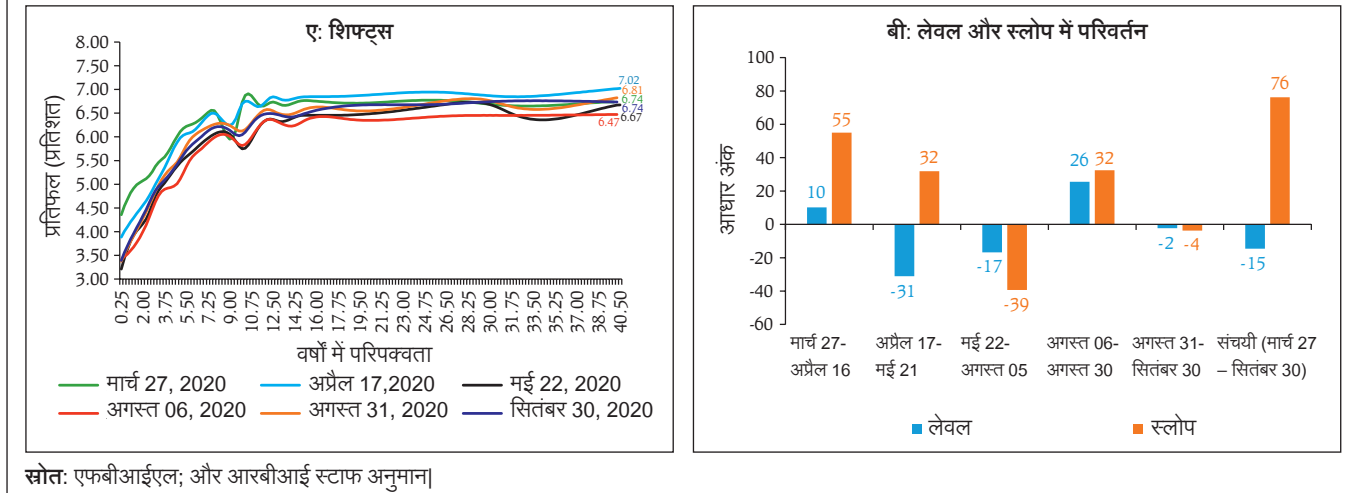 ए: शिफ्ट्स
प्रतिफल (प्रतिशत)
8.00
7.50
7.00
6.50
6.00
5.50
5.00
4.50
4.00
3.50
3.00
7.02
6.81
6.74
6.74
6.67
6.47
0.25 2.00 3.75 5.50 7.25 9.00 10.75 12.50 14.25 16.00 17.75 19.50 21.25 23.00 24.75 26.50 28.25 30.00 31.75 33.50 35.25 37.00 38.75 40.50
वर्षों में परिपक्वता
मार्च 27, 2020 अप्रैल 17,2020 मई 22, 2020
अगस्त 06, 2020 अगस्त 31, 2020 सितंबर 30, 2020
बी: लेवल और स्लोप में परिवर्तन
आधार अंक
100
80
60
40
20
0
-20
-40
-60
10 55
-31 32
-17 -39
26 32
-2 -4
-15 76
मार्च 27- अप्रैल 17- मई 22- अगस्त 06- अगस्त 31- संचयी (मार्च 27
अप्रैल 16 मई 21 अगस्त 05 अगस्त 30 सितंबर 30 – सितंबर 30)
लेवल स्लोप
स्रोत: एफबीआईएल; और आरबीआई स्टाफ अनुमान|